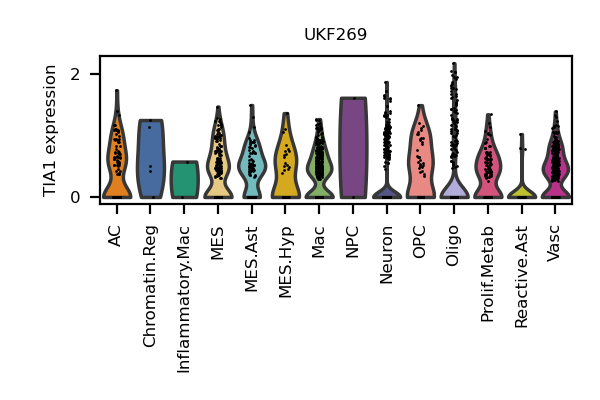 UKF269
TIA1 expression
2
0
AC
Chromatin.Reg
Inflammatory.Mac
MES
MES.Ast
MES.Hyp
Mac
NPC
Neuron
OPC
Oligo
Prolif.Metab
Reactive.Ast
Vasc